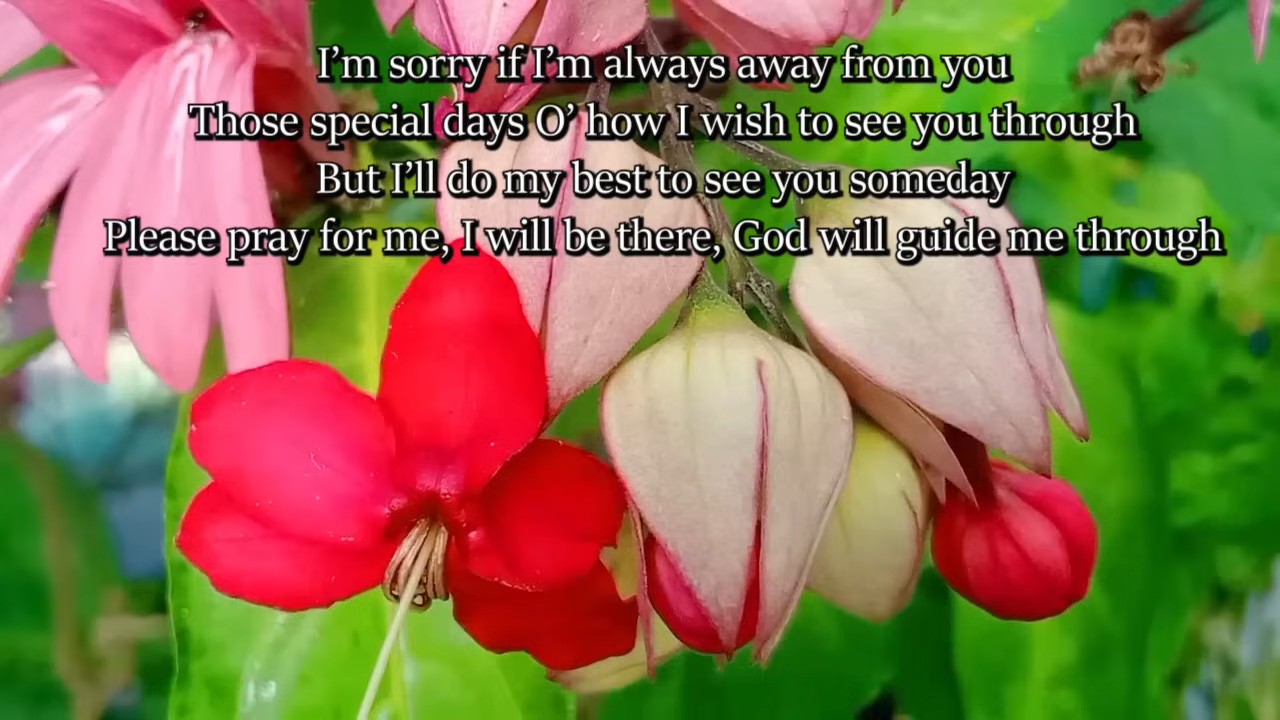 I’m sorry if I’m always away from you
Those special days O’ how I wish to see you through
But I’ll do my best to see you someday
Please pray for me, I will be there, God will guide me through